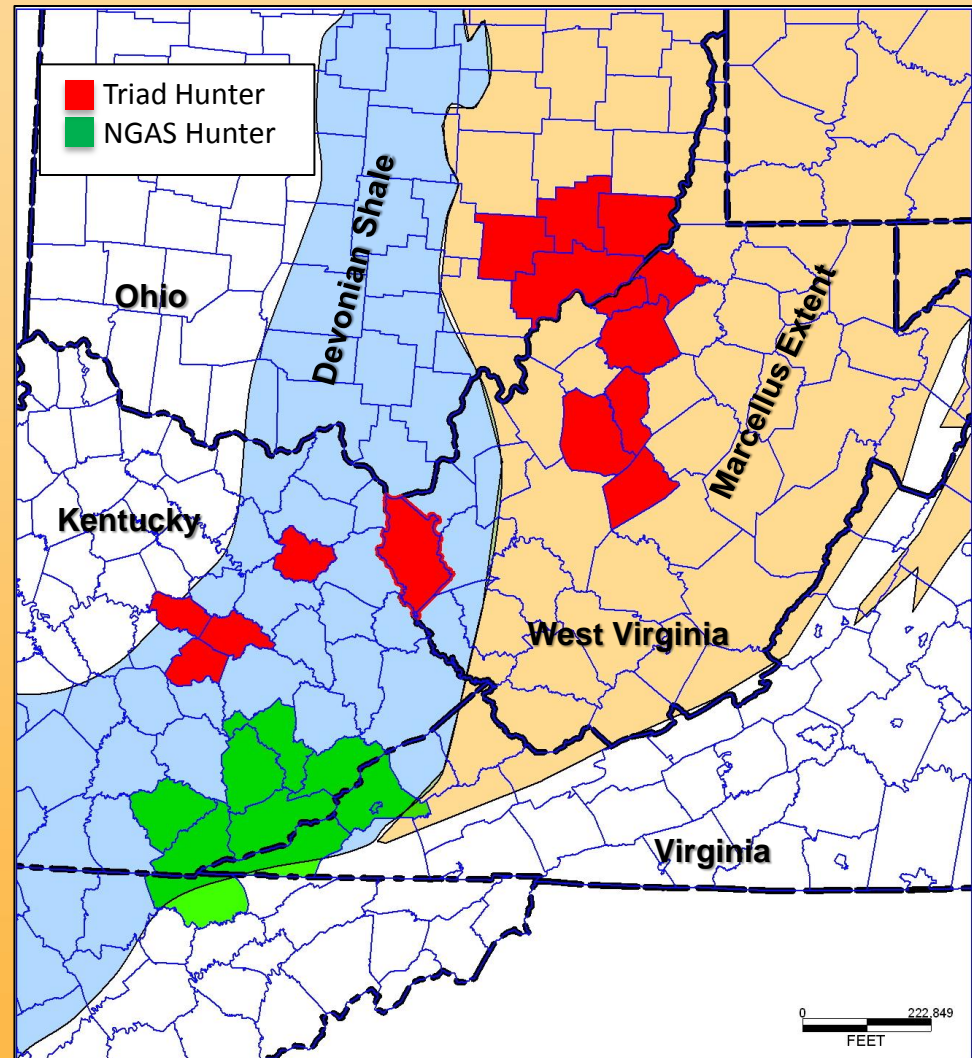 Triad Hunter
NGAS Hunter
Devonian Shale
Ohio
Marcellus Extent
Kentucky
West Virginia
Virginia
0 222.849
FEET